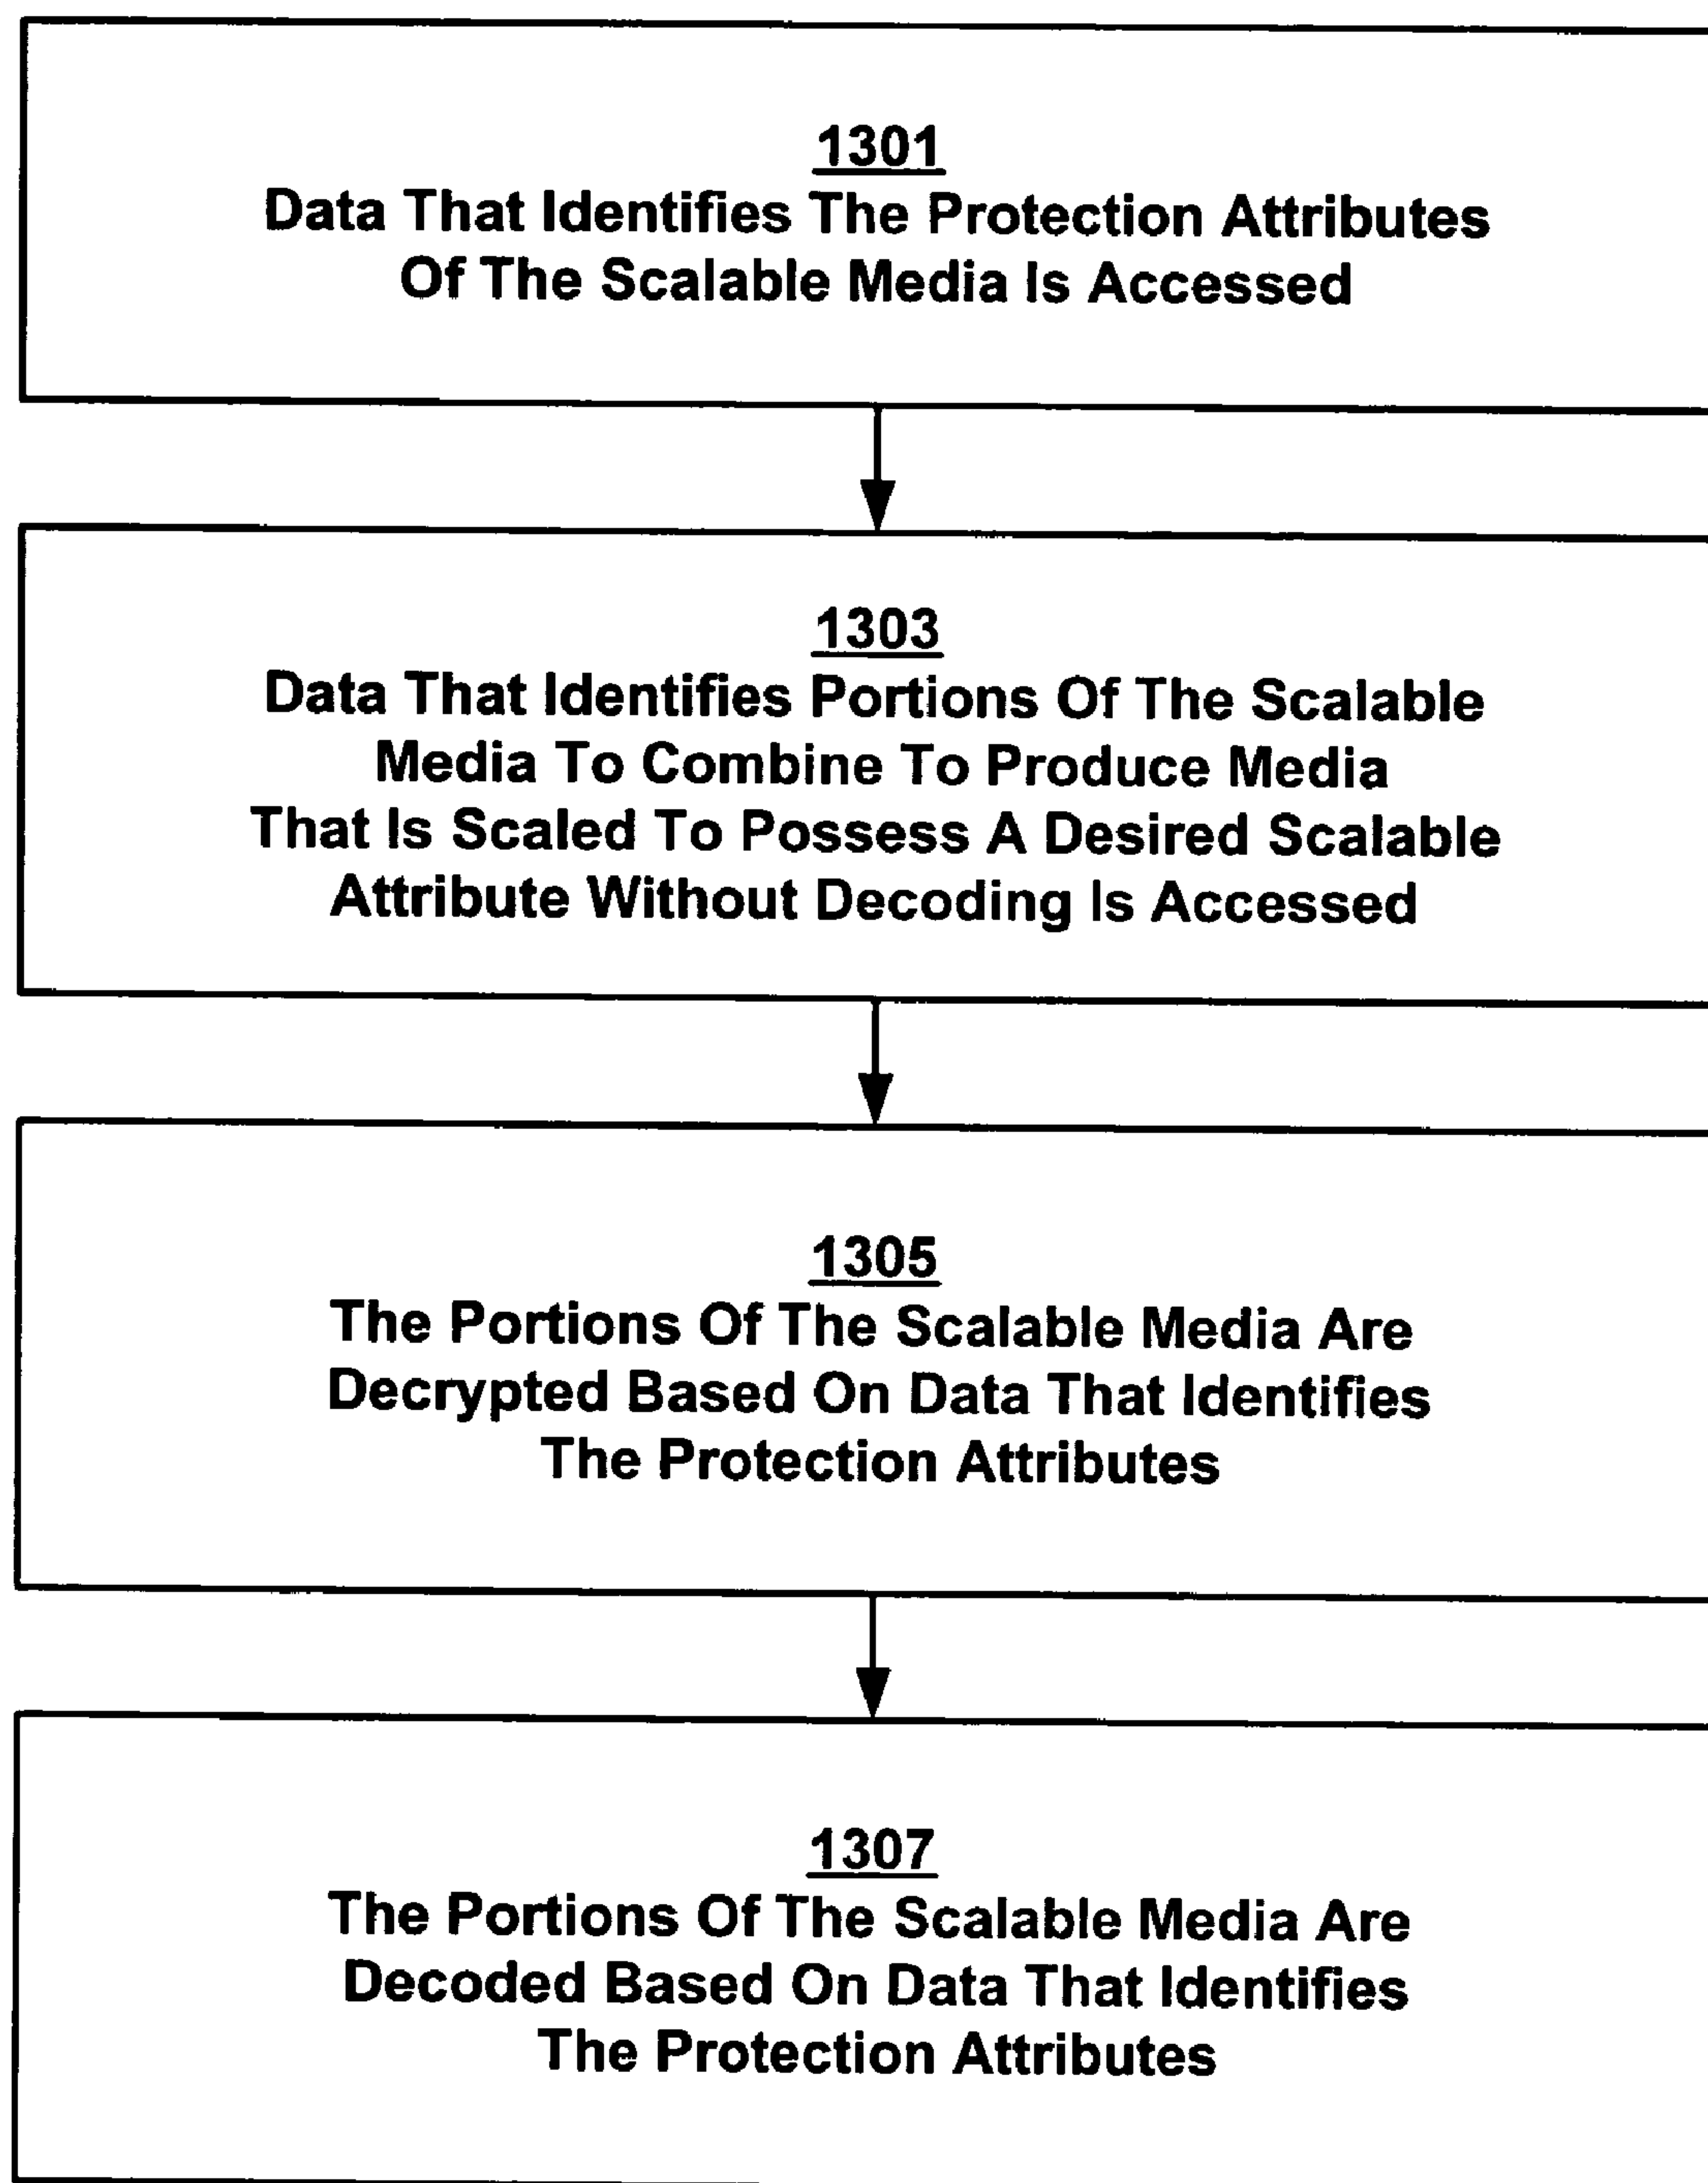 1301
Data That Identifies The Protection Attributes
Of The Scalable Media Is Accessed
1303
Data That Identifies Portions Of The Scalable
Media To Combine To Produce Media
That Is Scaled To Possess A Desired Scalable
Attribute Without Decoding Is Accessed
1305
The Portions Of The Scalable Media Are
Decrypted Based On Data That Identifies
The Protection Attributes
1307
The Portions Of The Scalable Media Are
Decoded Based On Data That Identifies
The Protection Attributes